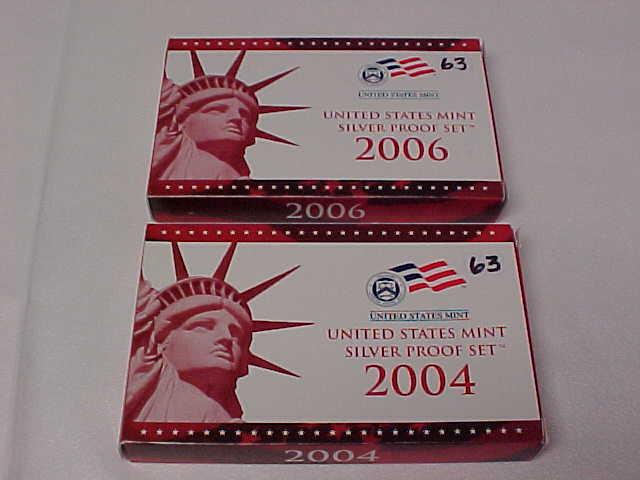 63
UNITED STATES MINT
UNITED STATES MINT
SILVER PROOF SET™
2006
2006
63
UNITED STATES MINT
UNITED STATES MINT
SILVER PROOF SET™
2004
2004